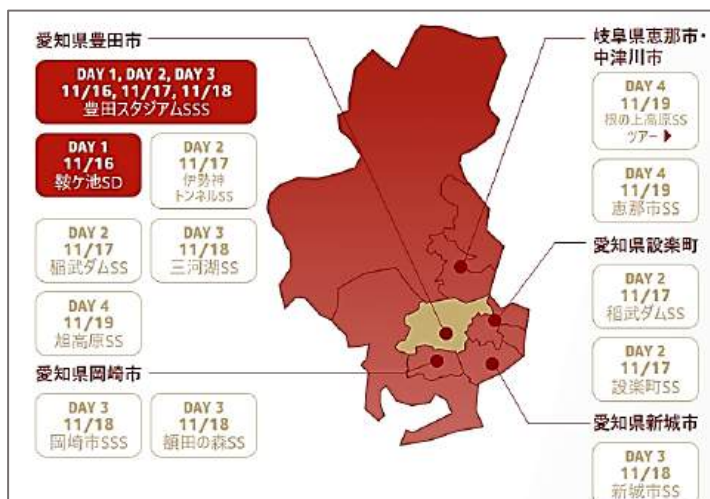 愛知県豊田市
DAY 1, DAY 2, DAY 3
11/16, 11/17, 11/18
豊田スタジアムSSS
DAY 1
11/16
鞍ケ池SD
DAY 2
11/17
伊勢神
トンネルSS
DAY 2
11/17
稲武ダムSS
DAY 3
11/18
三河湖SS
DAY 4
11/19
旭高原SS
愛知県岡崎市
DAY 3
11/18
岡崎市SSS
DAY 3
11/18
額田の森SS
岐阜県恵那市・
中津川市
DAY 4
11/19
根の上高原SS
ツアー▶
DAY 4
11/19
恵那市SS
愛知県設楽町
DAY 2
11/17
稲武ダムSS
DAY 2
11/17
設楽町SS
愛知県新城市
DAY 3
11/18
新城市SS